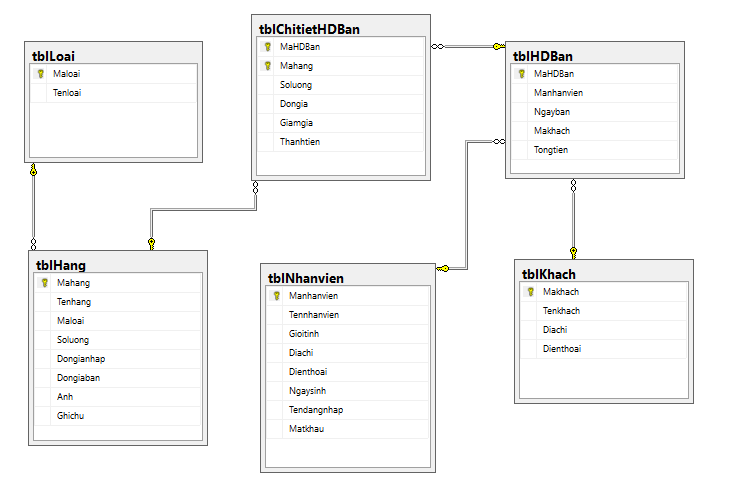 tblLoai
Maloai
Tenloai
tblChitietHDBan
MaHDBan
Mahang
Soluong
Dongia
Giamgia
Thanhtien
tblHDBan
MaHDBan
Manhanvien
Ngayban
Makhach
Tongtien
tblHang
Mahang
Tenhang
Maloai
Soluong
Dongianhap
Dongiaban
Anh
Ghichu
tblNhanvien
Manhanvien
Tennhanvien
Gioitinh
Diachi
Dienthoai
Ngaysinh
Tendangnhap
Matkhau
tblKhach
Makhach
Tenkhach
Diachi
Dienthoai